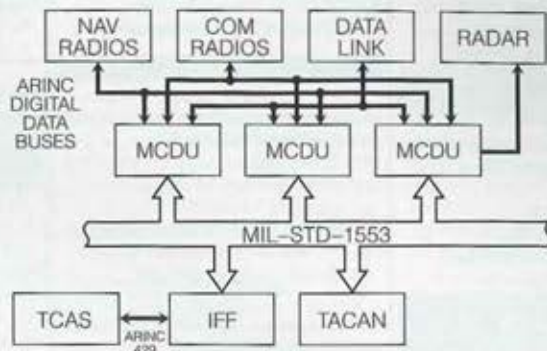 NAV
RADIOS
COM
RADIOS
DATA
LINK
RADAR
ARINC
DIGITAL
DATA
BUSES
MCDU
MCDU
MCDU
MIL–STD–1553
TCAS
ARINC
429
IFF
TACAN